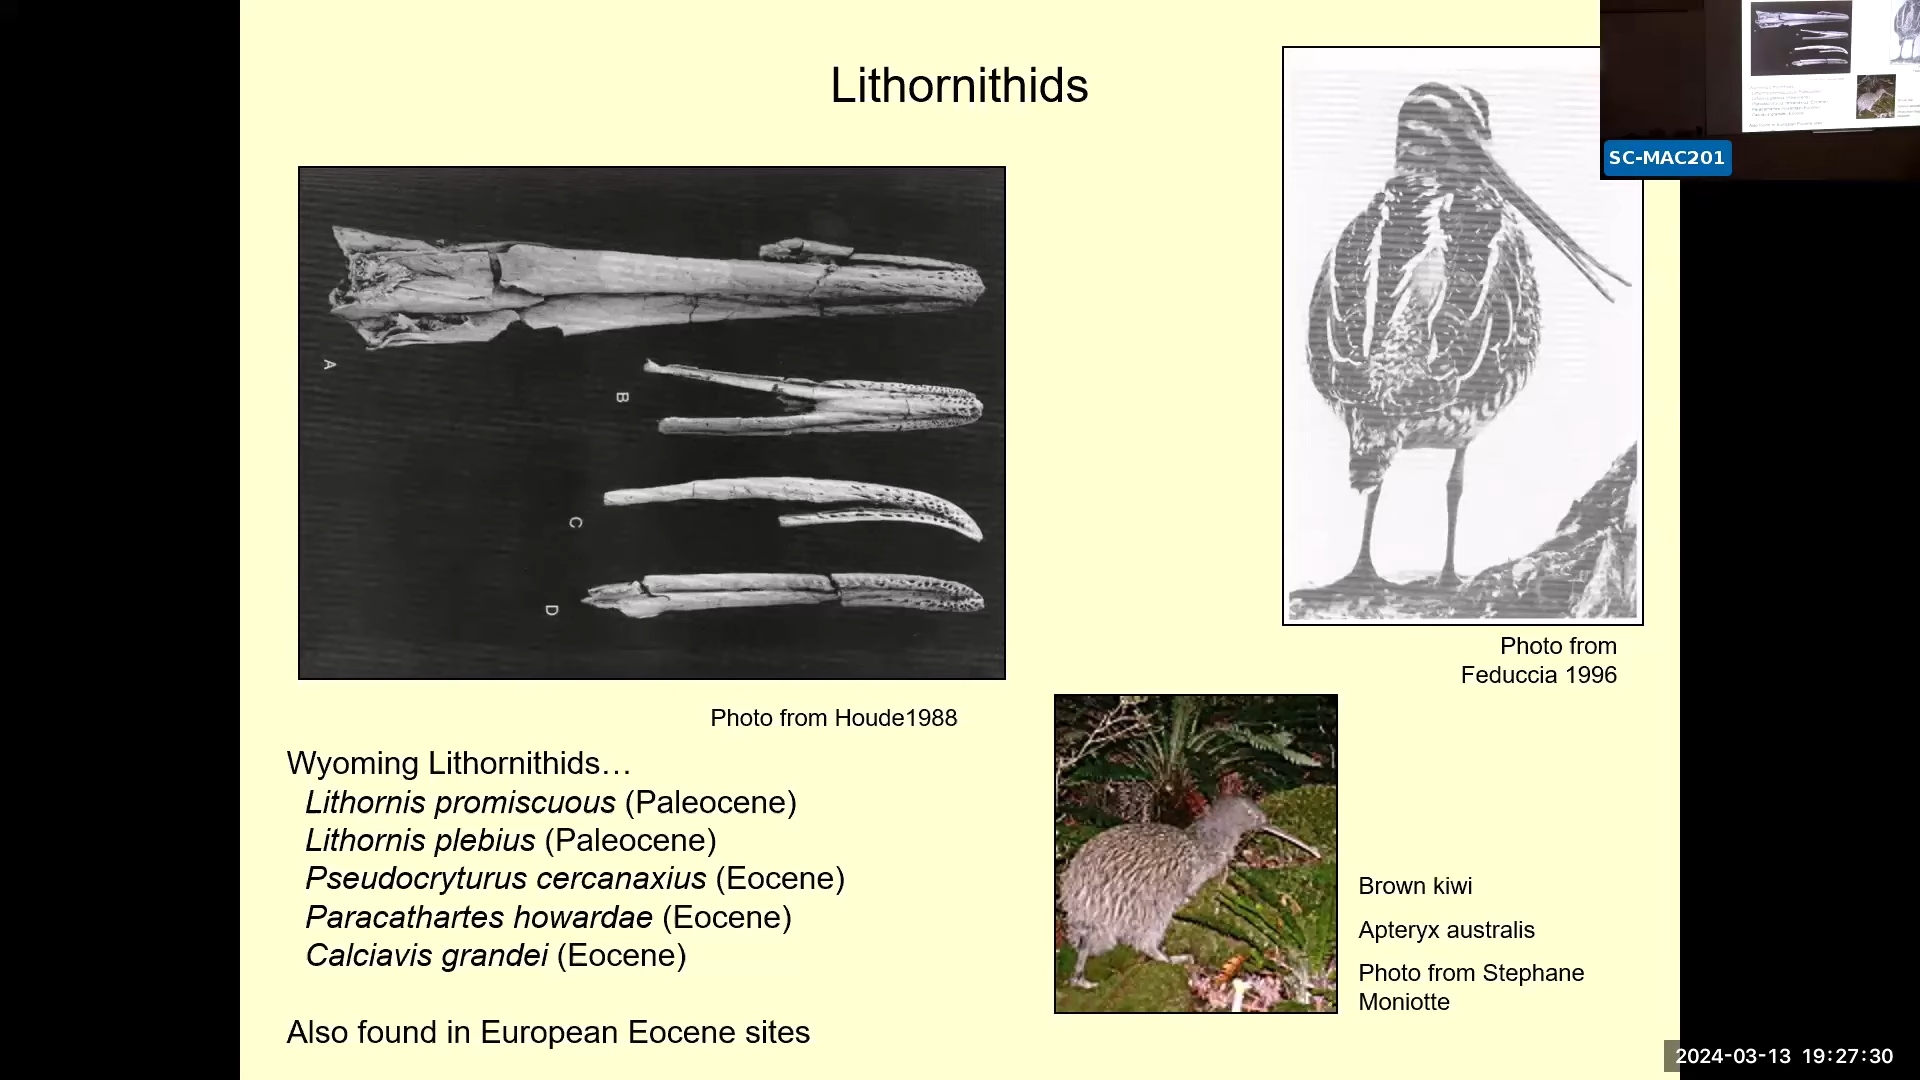 Lithornithids
SC-MAC201
A
B
C
D
Photo from
Feduccia 1996
Photo from Houde1988
Wyoming Lithornithids…
Lithornis promiscuous (Paleocene)
Lithornis plebius (Paleocene)
Pseudocryturus cercanaxius (Eocene)
Paracathartes howardae (Eocene)
Calciavis grandei (Eocene)
Also found in European Eocene sites
Brown kiwi
Apteryx australis
Photo from Stephane
Moniotte
2024-03-13 19:27:30